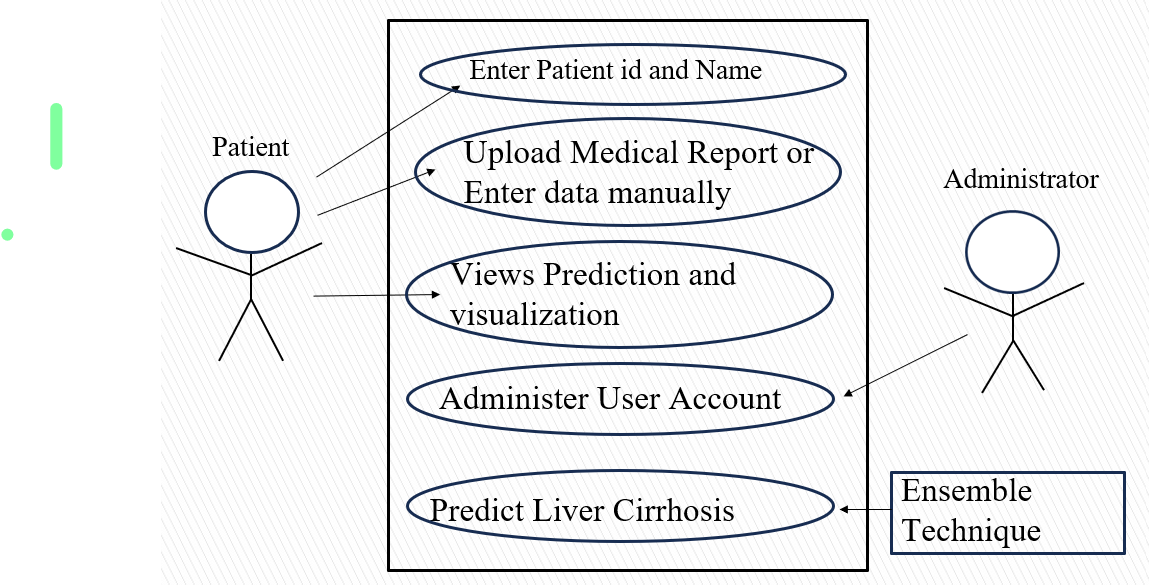 Enter Patient id and Name
Patient
Upload Medical Report or
Enter data manually
Administrator
Views Prediction and
visualization
Administer User Account
Predict Liver Cirrhosis
Ensemble
Technique